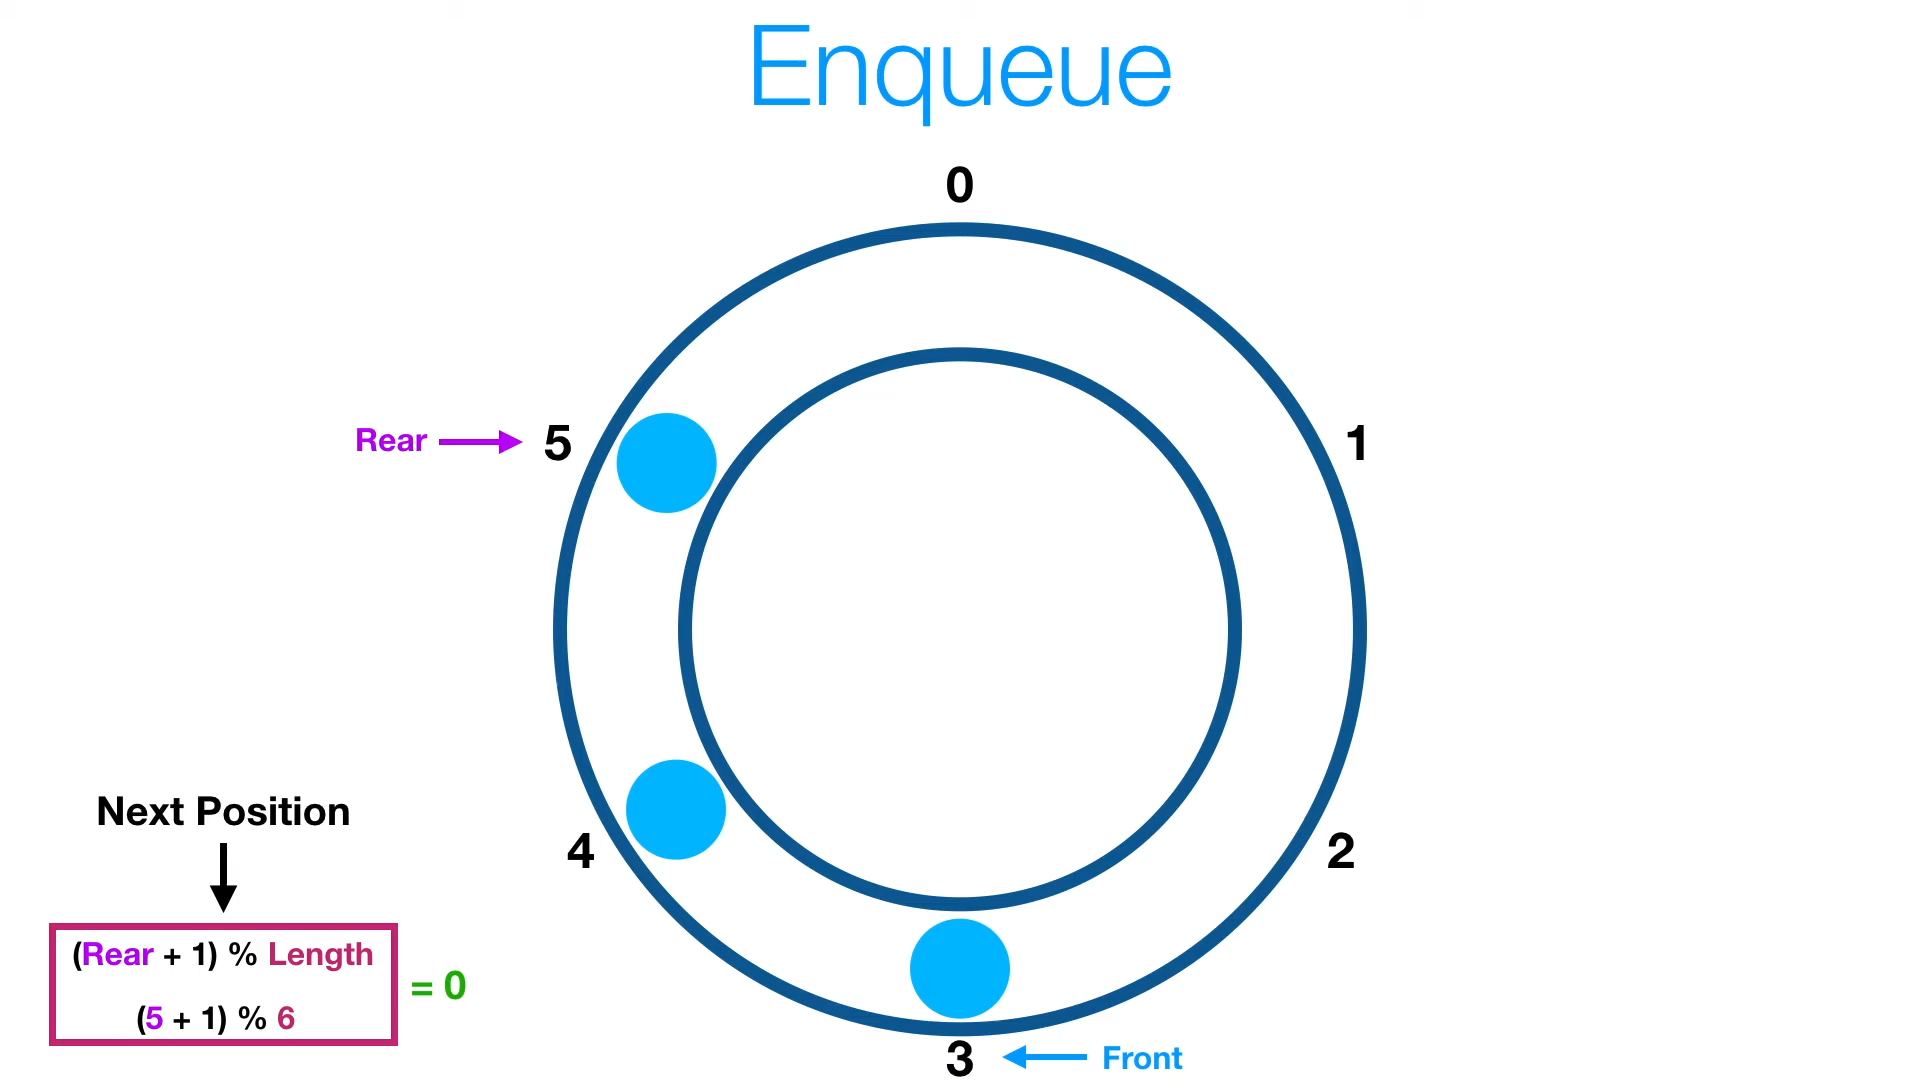 Enqueue
0
Rear
5
1
Next Position
4
2
(Rear + 1) % Length
= 0
(5 + 1) % 6
3
Front